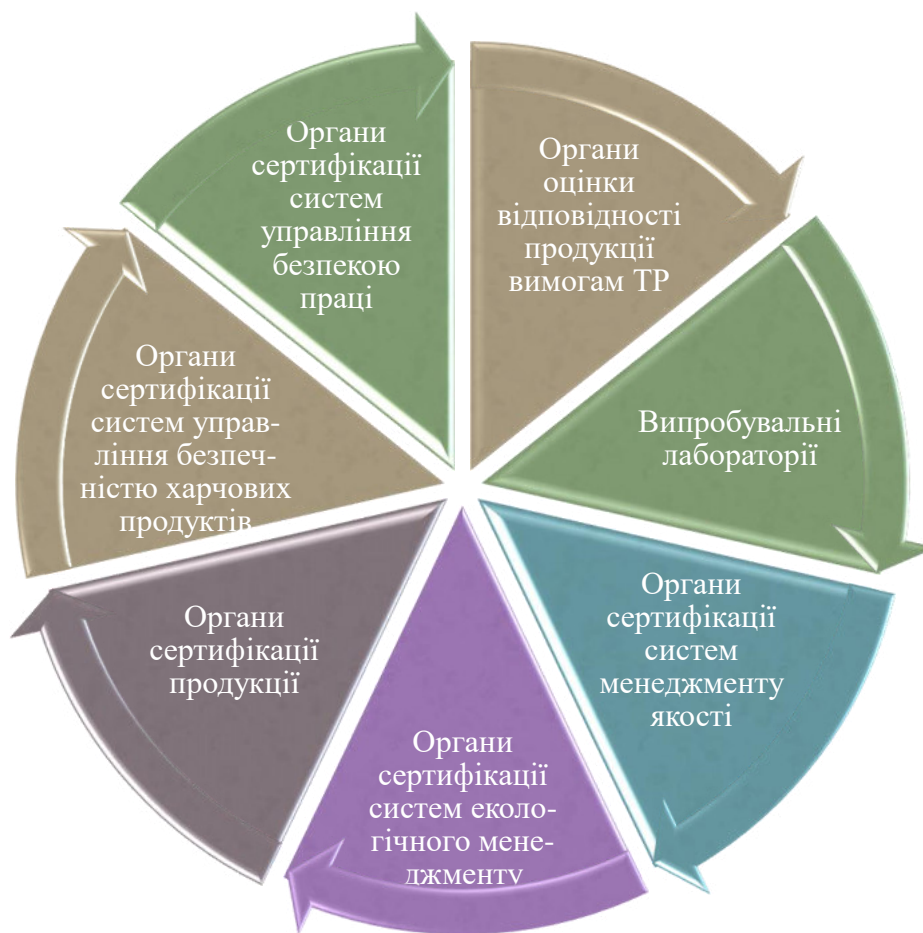 Органи
оцінки
відповідності
продукції
вимогам ТР
Випробувальні
лабораторії
Органи
сертифікації
систем
менеджменту
якості
Органи
сертифікації
систем еколо-
гічного мене-
джменту
Органи
сертифікації
продукції
Органи
сертифікації
систем управ-
ління безпеч-
ністю харчових
продуктів
Органи
сертифікації
систем
управління
безпекою
праці